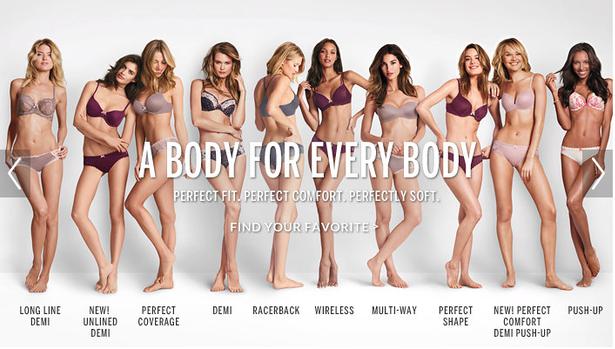 A BODY FOR EVERY BODY
PERFECT FIT. PERFECT COMFORT. PERFECTLY SOFT.
FIND YOUR FAVORITE >
LONG LINE
DEMI
NEW!
UNLINED
DEMI
PERFECT
COVERAGE
DEMI
RACERBACK
WIRELESS
MULTI-WAY
PERFECT
SHAPE
NEW! PERFECT
COMFORT
DEMI PUSH-UP
PUSH-UP